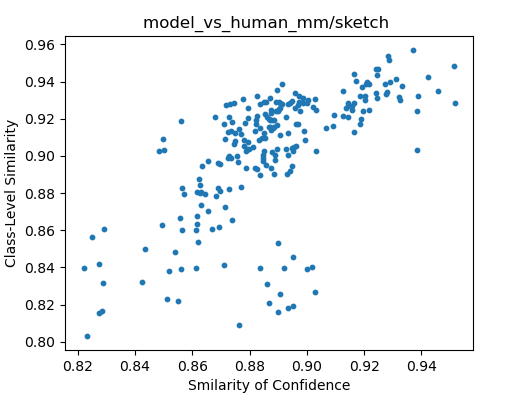 model_vs_human_mm/sketch
Class-Level Similarity
0.96
0.94
0.92
0.90
0.88
0.86
0.84
0.82
0.80
0.82 0.84 0.86 0.88 0.90 0.92 0.94
Smilarity of Confidence